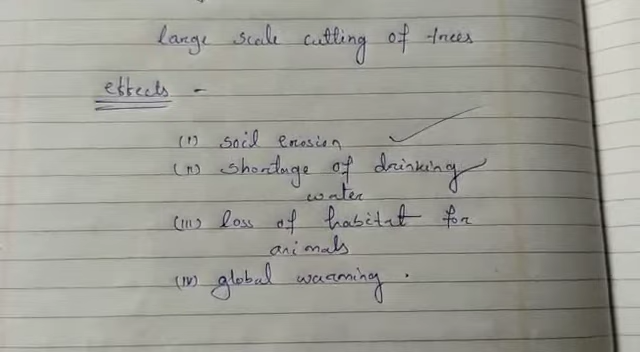 large scale cutting of trees
effects -
(i) soil erosion
(ii) shortage of drinking
water
(iii) loss of habitat for
animals
(iv) global warming .